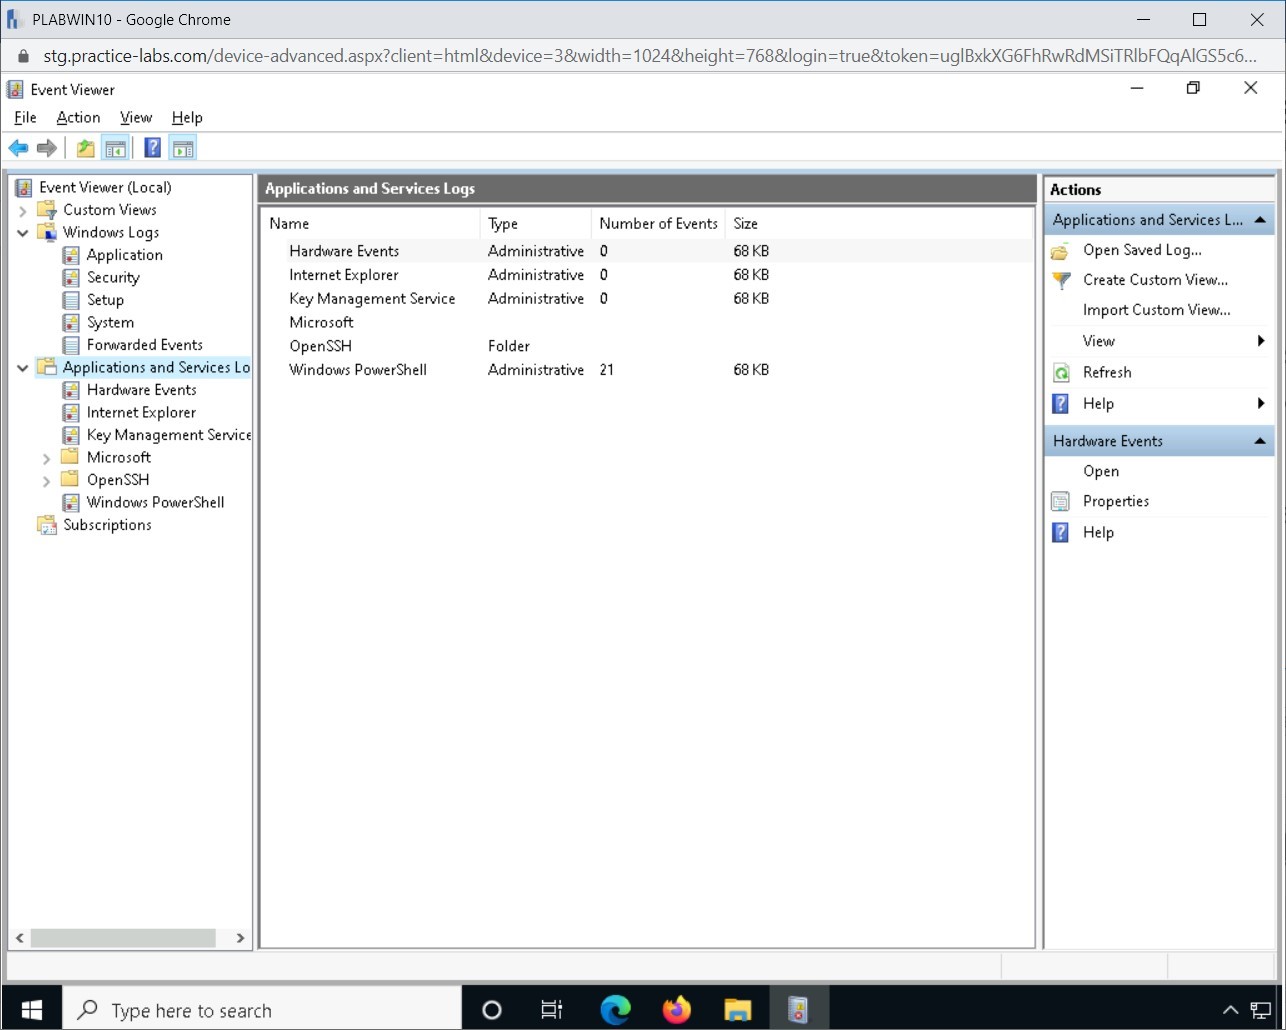 PLABWIN10 - Google Chrome
stg.practice-labs.com/device-advanced.aspx?client=html&device=3&width=1024&height=768&login=true&token=uglBxkXG6FhRwRdMSiTRlbFQqAlGS5c6...
Event Viewer
File Action View Help
Event Viewer (Local)
Custom Views
Windows Logs
Application
Security
Setup
System
Forwarded Events
Applications and Services Lo
Hardware Events
Internet Explorer
Key Management Service
Microsoft
OpenSSH
Windows PowerShell
Subscriptions
Applications and Services Logs
Name Type Number of Events Size
Hardware Events Administrative 0 68 KB
Internet Explorer Administrative 0 68 KB
Key Management Service Administrative 0 68 KB
Microsoft
OpenSSH Folder
Windows PowerShell Administrative 21 68 KB
Actions
Applications and Services L...
Open Saved Log...
Create Custom View...
Import Custom View...
View
Refresh
Help
Hardware Events
Open
Properties
Help
Type here to search